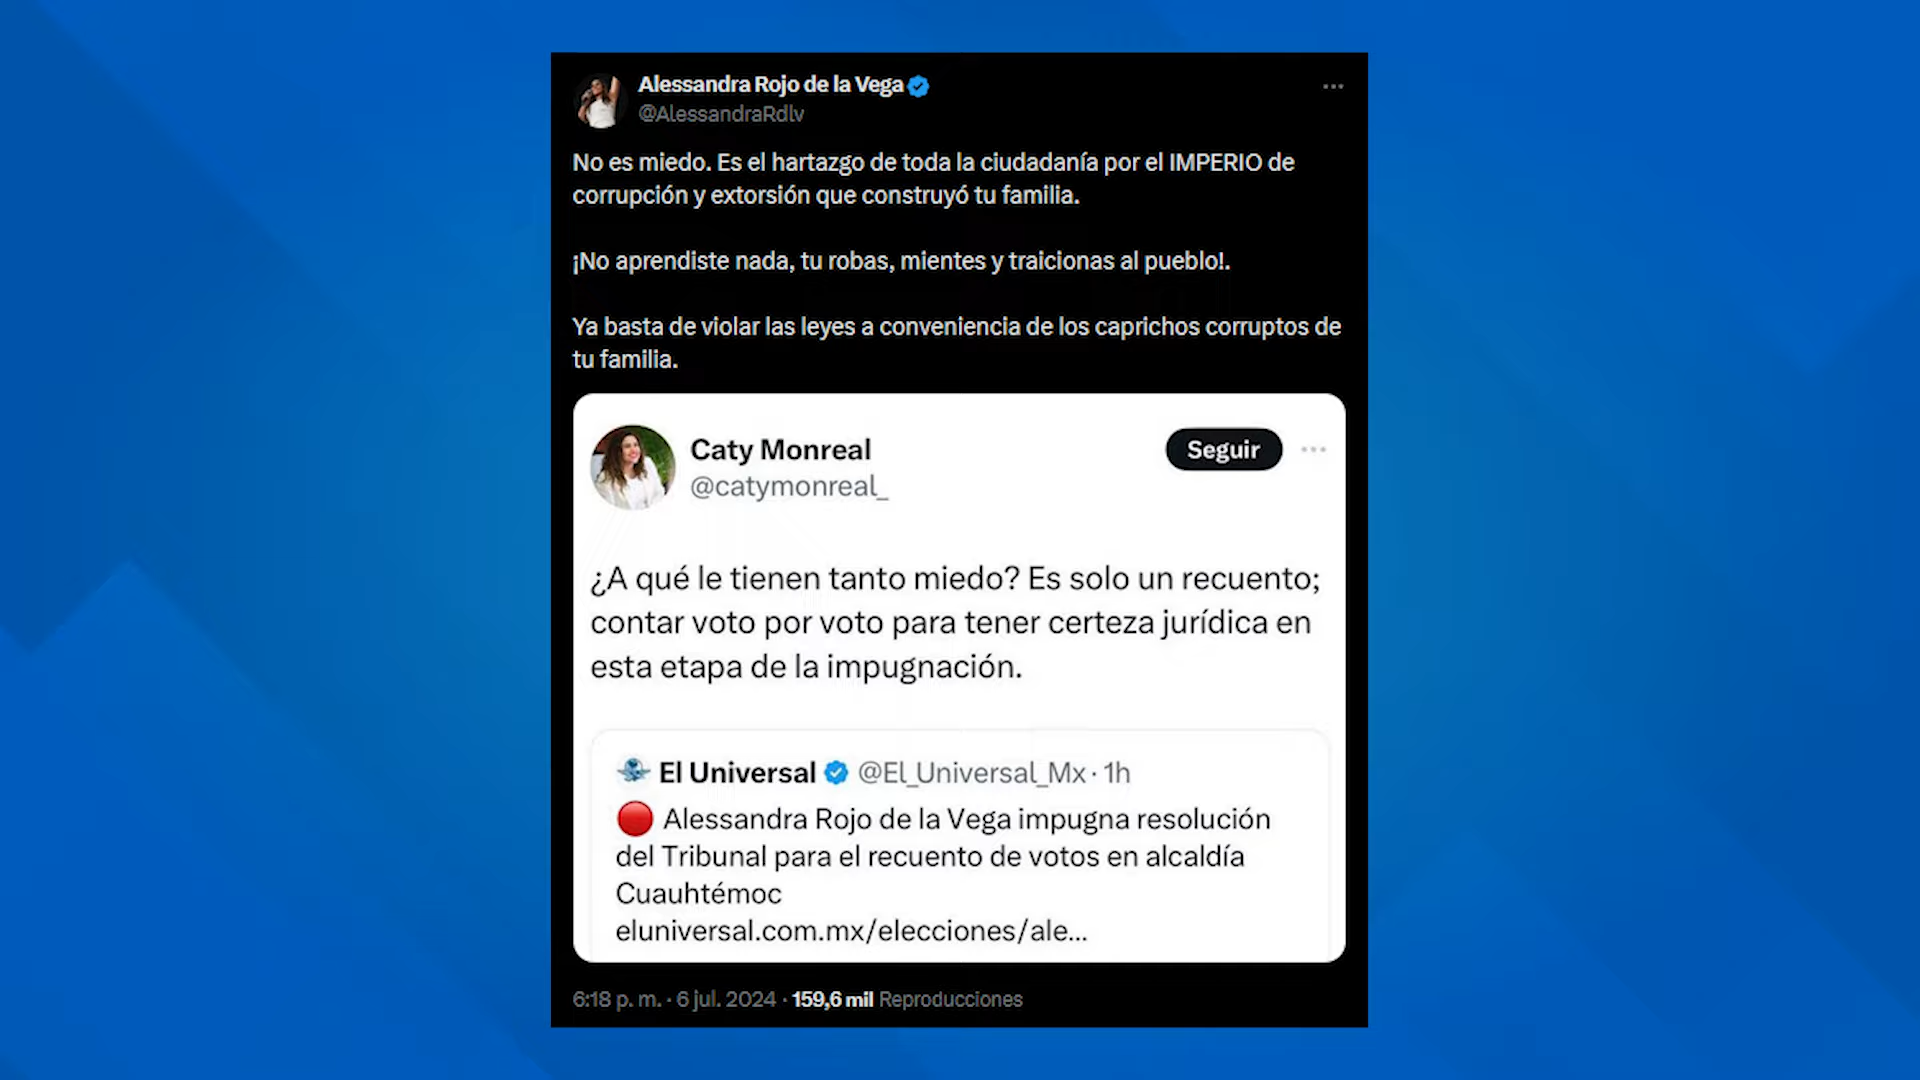 Alessandra Rojo de la Vega
@AlessandraRdlv
No es miedo. Es el hartazgo de toda la ciudadanía por el IMPERIO de
corrupción y extorsión que construyó tu familia.
¡No aprendiste nada, tu robas, mientes y traicionas al pueblo!.
Ya basta de violar las leyes a conveniencia de los caprichos corruptos de
tu familia.
Caty Monreal
Seguir
@catymonreal_
¿A qué le tienen tanto miedo? Es solo un recuento;
contar voto por voto para tener certeza jurídica en
esta etapa de la impugnación.
El Universal @El_Universal_Mx · 1h
Alessandra Rojo de la Vega impugna resolución
del Tribunal para el recuento de votos en alcaldía
Cuauhtémoc
eluniversal.com.mx/elecciones/ale...
6:18 p. m. · 6 jul. 2024 · 159,6 mil Reproducciones